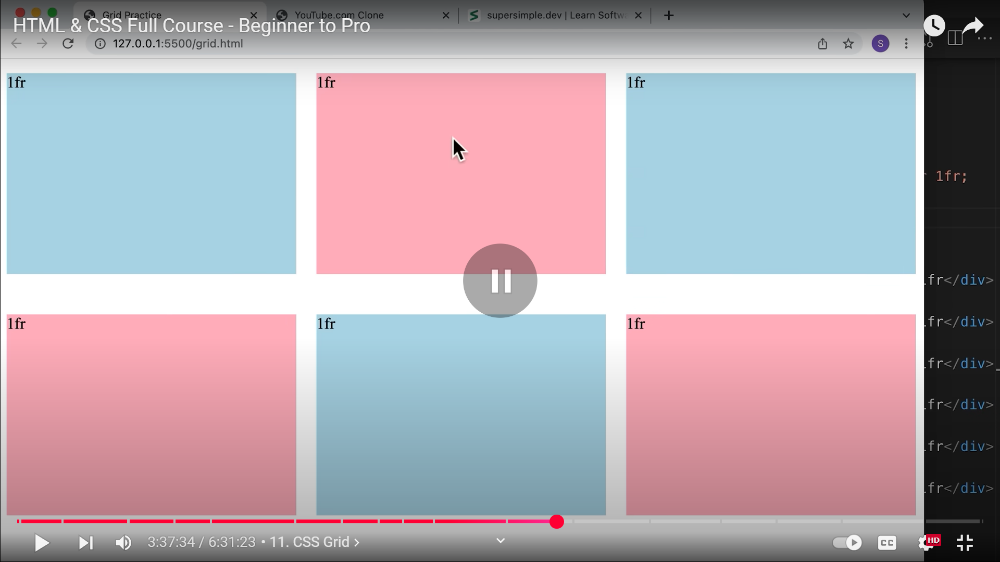 Grid Practice
YouTube.com Clone
supersimple.dev | Learn Softw
HTML & CSS Full Course - Beginner to Pro
127.0.0.1:5500/grid.html
S
1fr 1fr 1fr
1fr;
fr</div>
1fr 1fr 1fr
fr</div>
fr</div>
fr</div>
fr</div>
fr</div>
3:37:34 / 6:31:23 • 11. CSS Grid
CC
HD